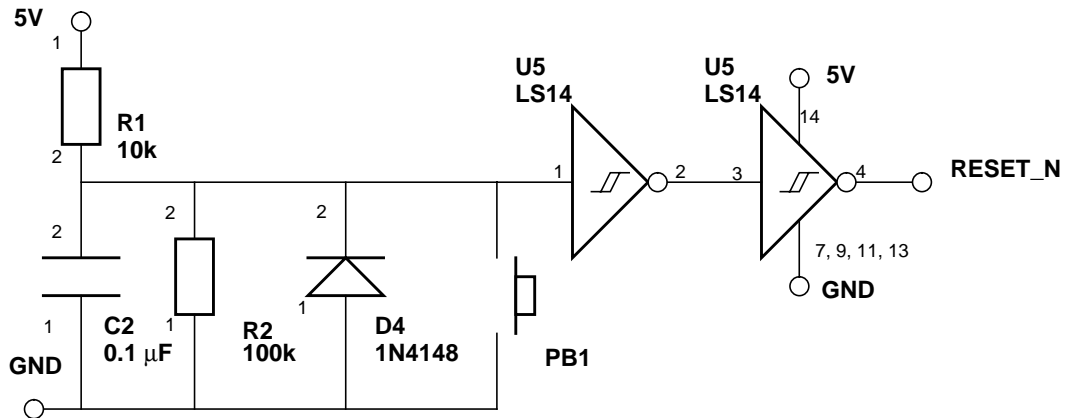 5V
1
R1
10k
2
U5
LS14
U5
LS14
5V
14
1
2
3
4
RESET_N
2
2
2
7, 9, 11, 13
GND
1
C2
0.1 µF
1
R2
100k
1
D4
1N4148
PB1
GND